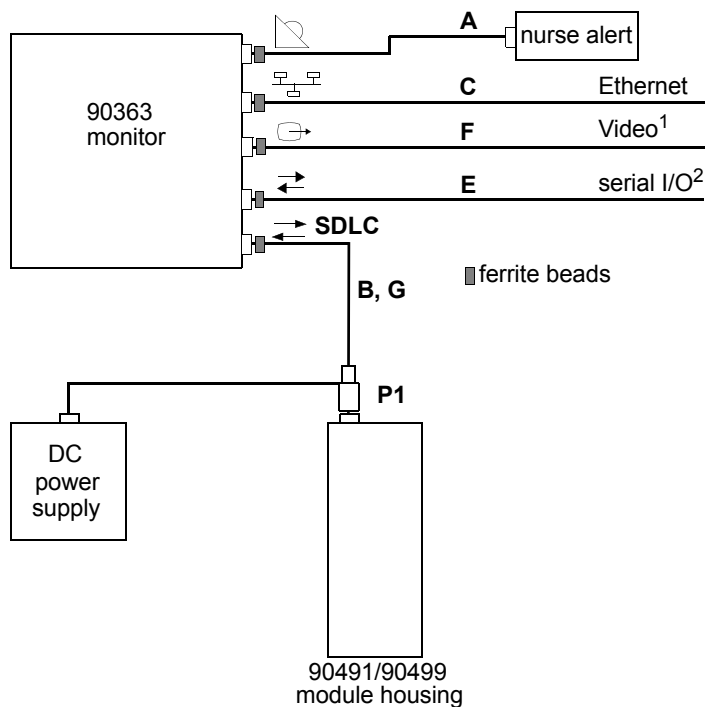 A
nurse alert
90363
monitor
C
Ethernet
F
Video1
E
serial I/O2
SDLC
B, G
ferrite beads
P1
DC
power
supply
90491/90499
module housing